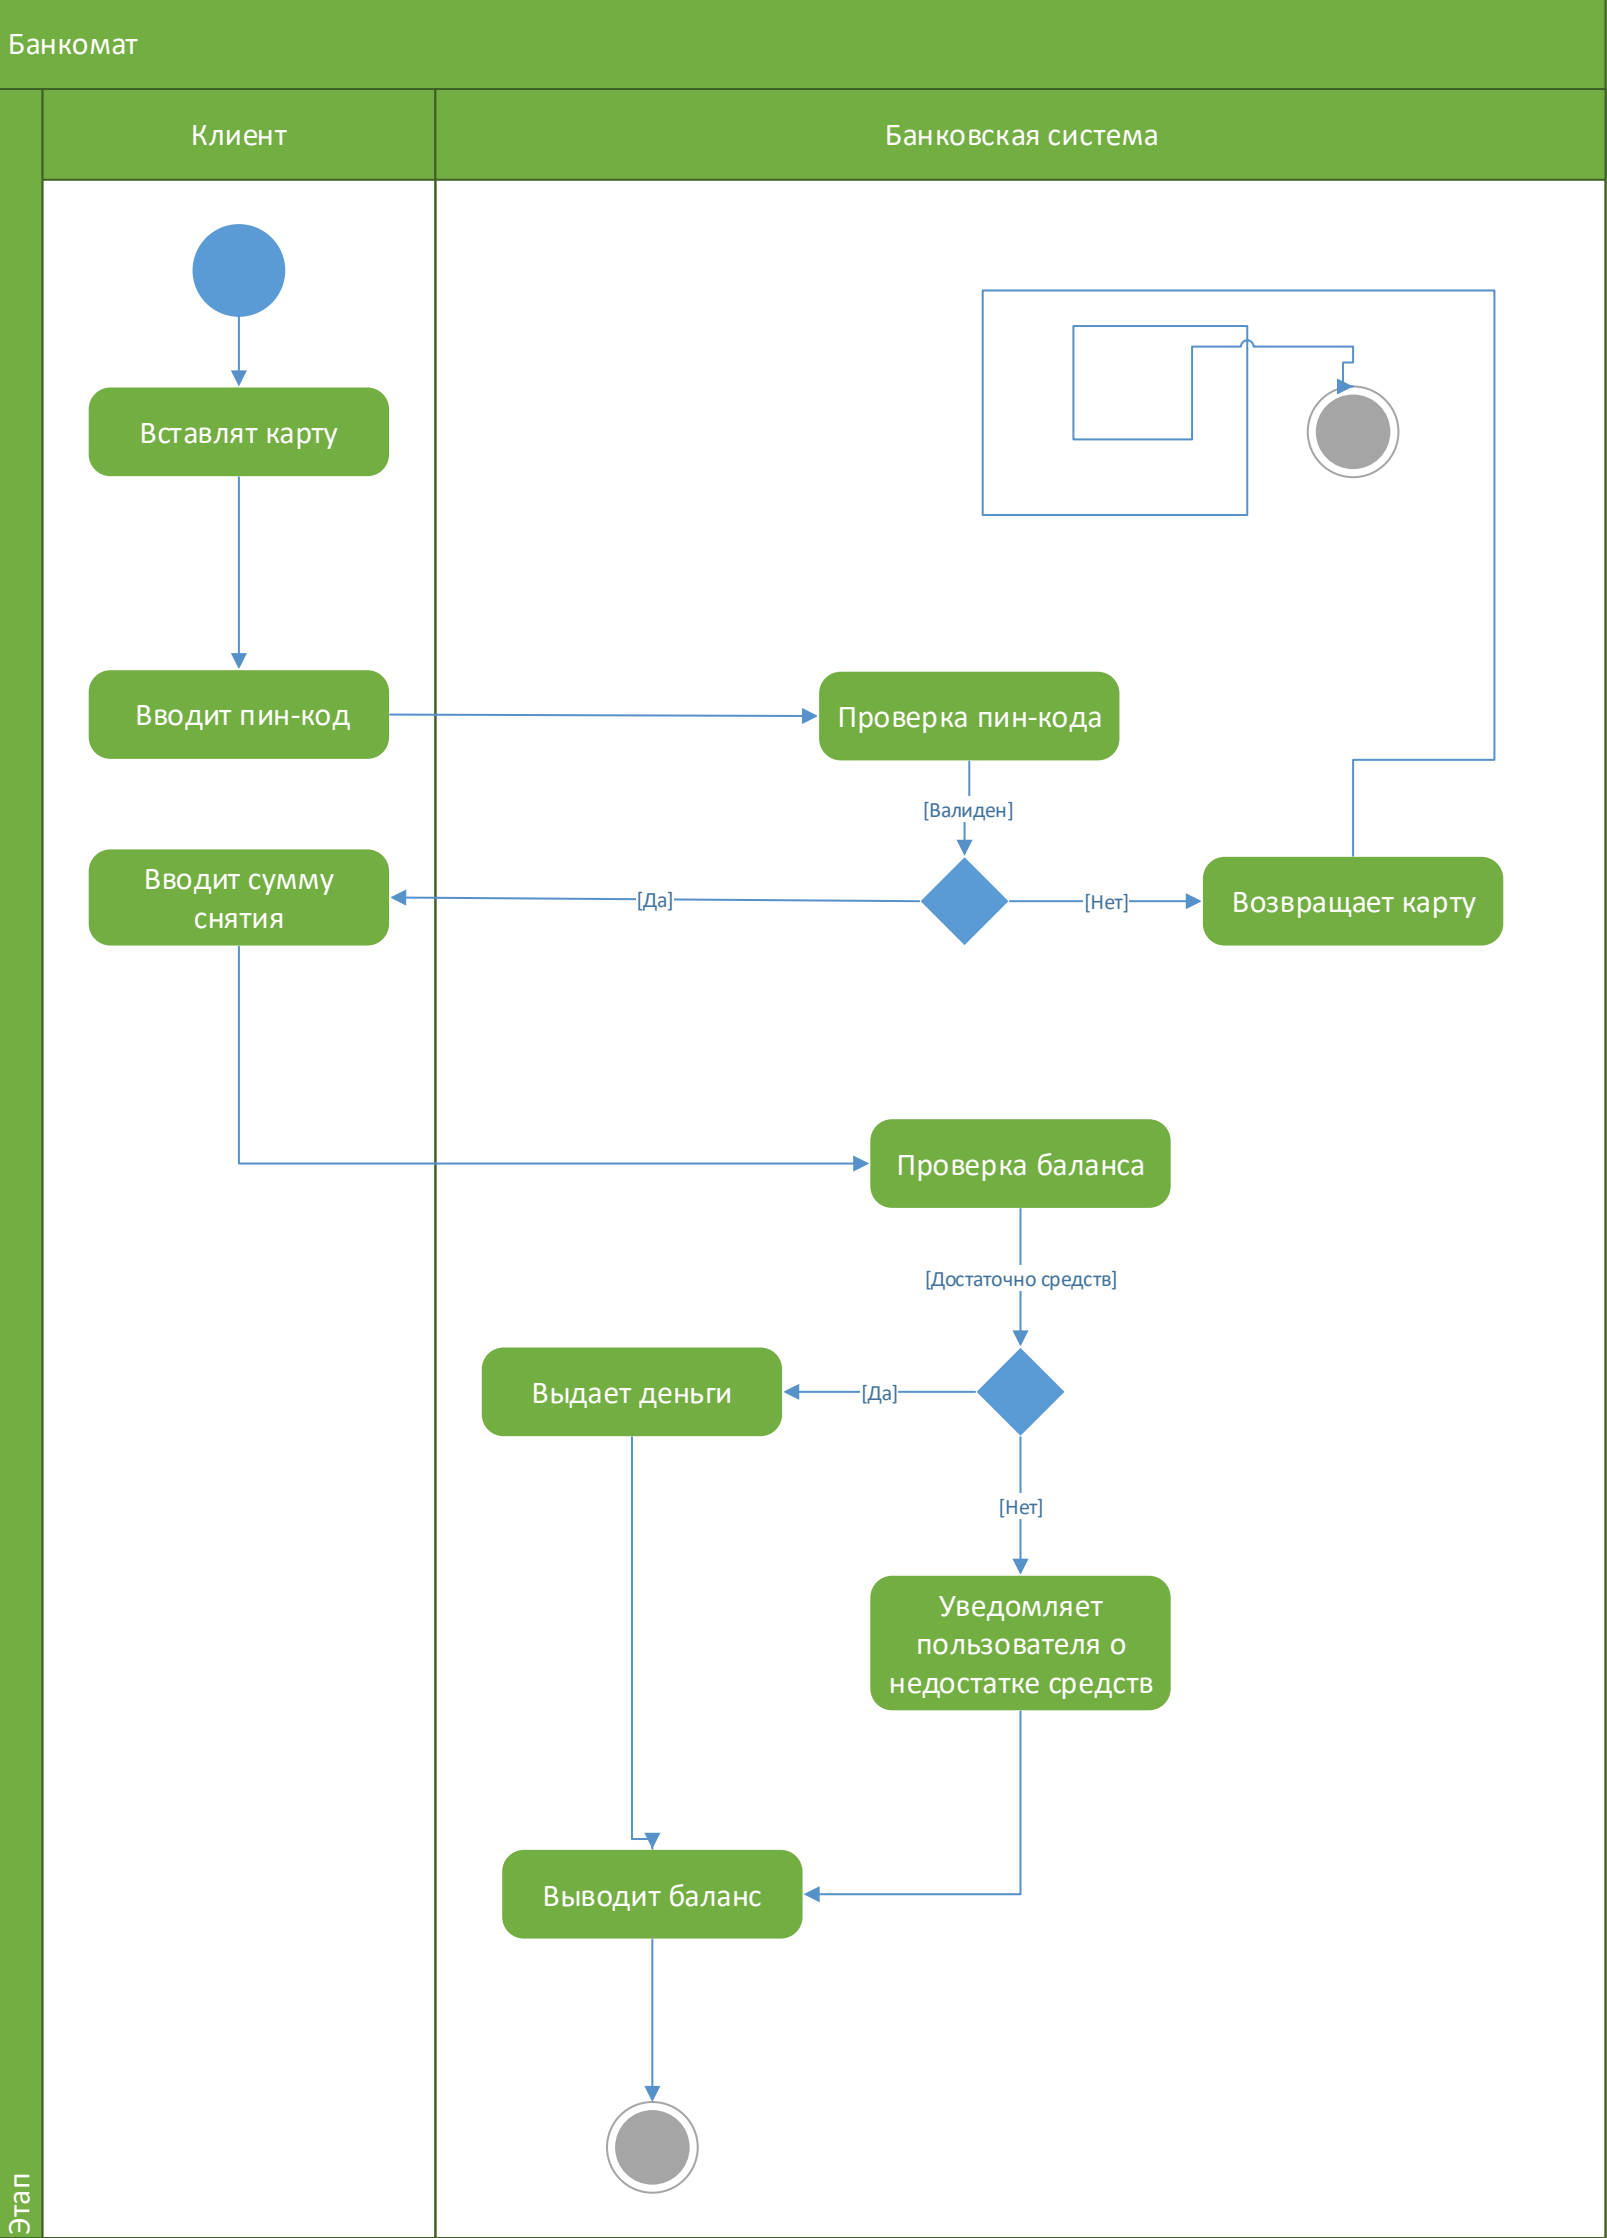 Банкомат
Клиент
Банковская система
Вставлят карту
Вводит пин-код
Проверка пин-кода
[Валиден]
Вводит сумму
снятия
[Да]
[Нет]
Возвращает карту
Проверка баланса
[Достаточно средств]
Выдает деньги
[Да]
[Нет]
Уведомляет
пользователя о
недостатке средств
Выводит баланс
Этап